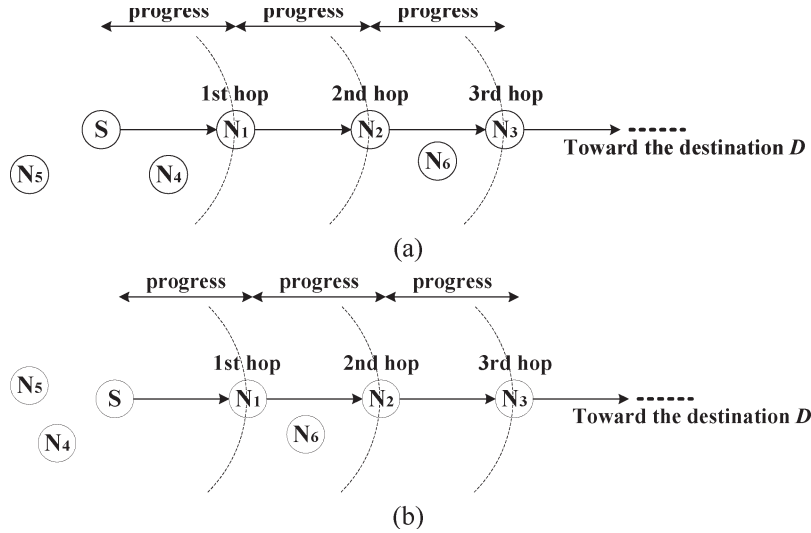 progress progress progress
1st hop 2nd hop 3rd hop
S N1 N2 N3
N6
Toward the destination D
N5 N4
(a)
progress progress progress
1st hop 2nd hop 3rd hop
N5
S N1 N2 N3
Toward the destination D
N4 N6
(b)